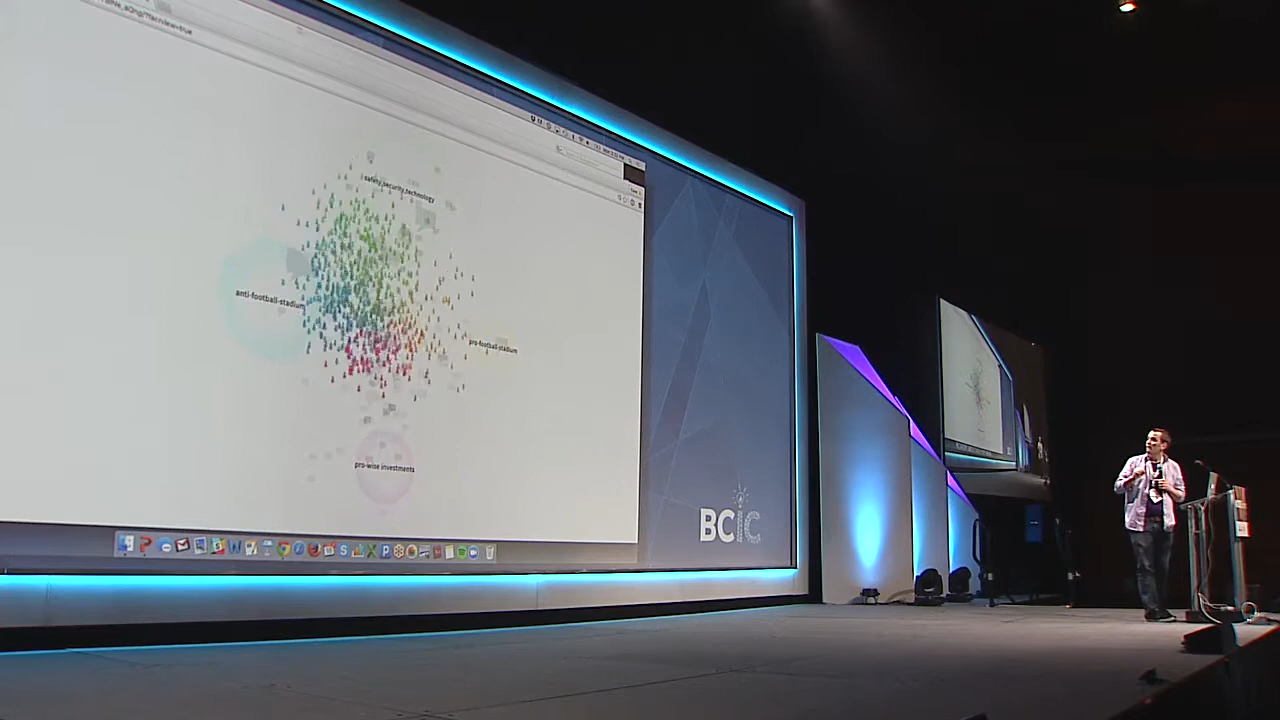 safety,security,technology
anti-football-stadium
pro-football-stadium
pro-wise investments
BCIC